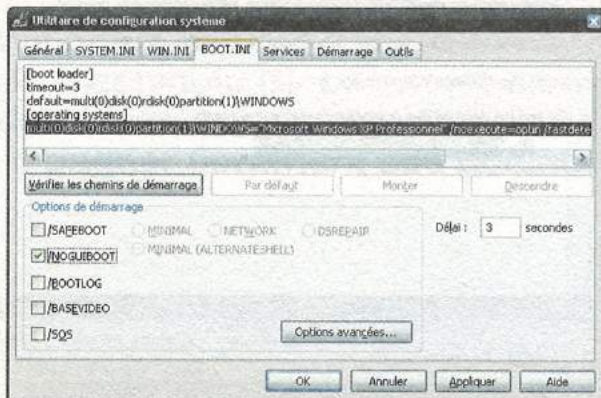 Utilitaire de configuration système
Général SYSTEM.INI WIN.INI BOOT.INI Services Démarrage Outils
[boot loader]
timeout=3
default=multi(0)disk(0)rdisk(0)partition(1)\WINDOWS
[operating systems]
multi(0)disk(0)rdisk(0)partition(1)\WINDOWS="Microsoft Windows XP Professionnel" /noexecute=optin /fastdete
Vérifier les chemins de démarrage Par défaut Monter Descendre
Options de démarrage
/SAFEBOOT MINIMAL NETWORK DSREPAIR Délai : 3 secondes
/NOGUIBOOT MINIMAL (ALTERNATESHELL)
/BOOTLOG
/BASEVIDEO
/SOS Options avancées...
OK Annuler Appliquer Aide